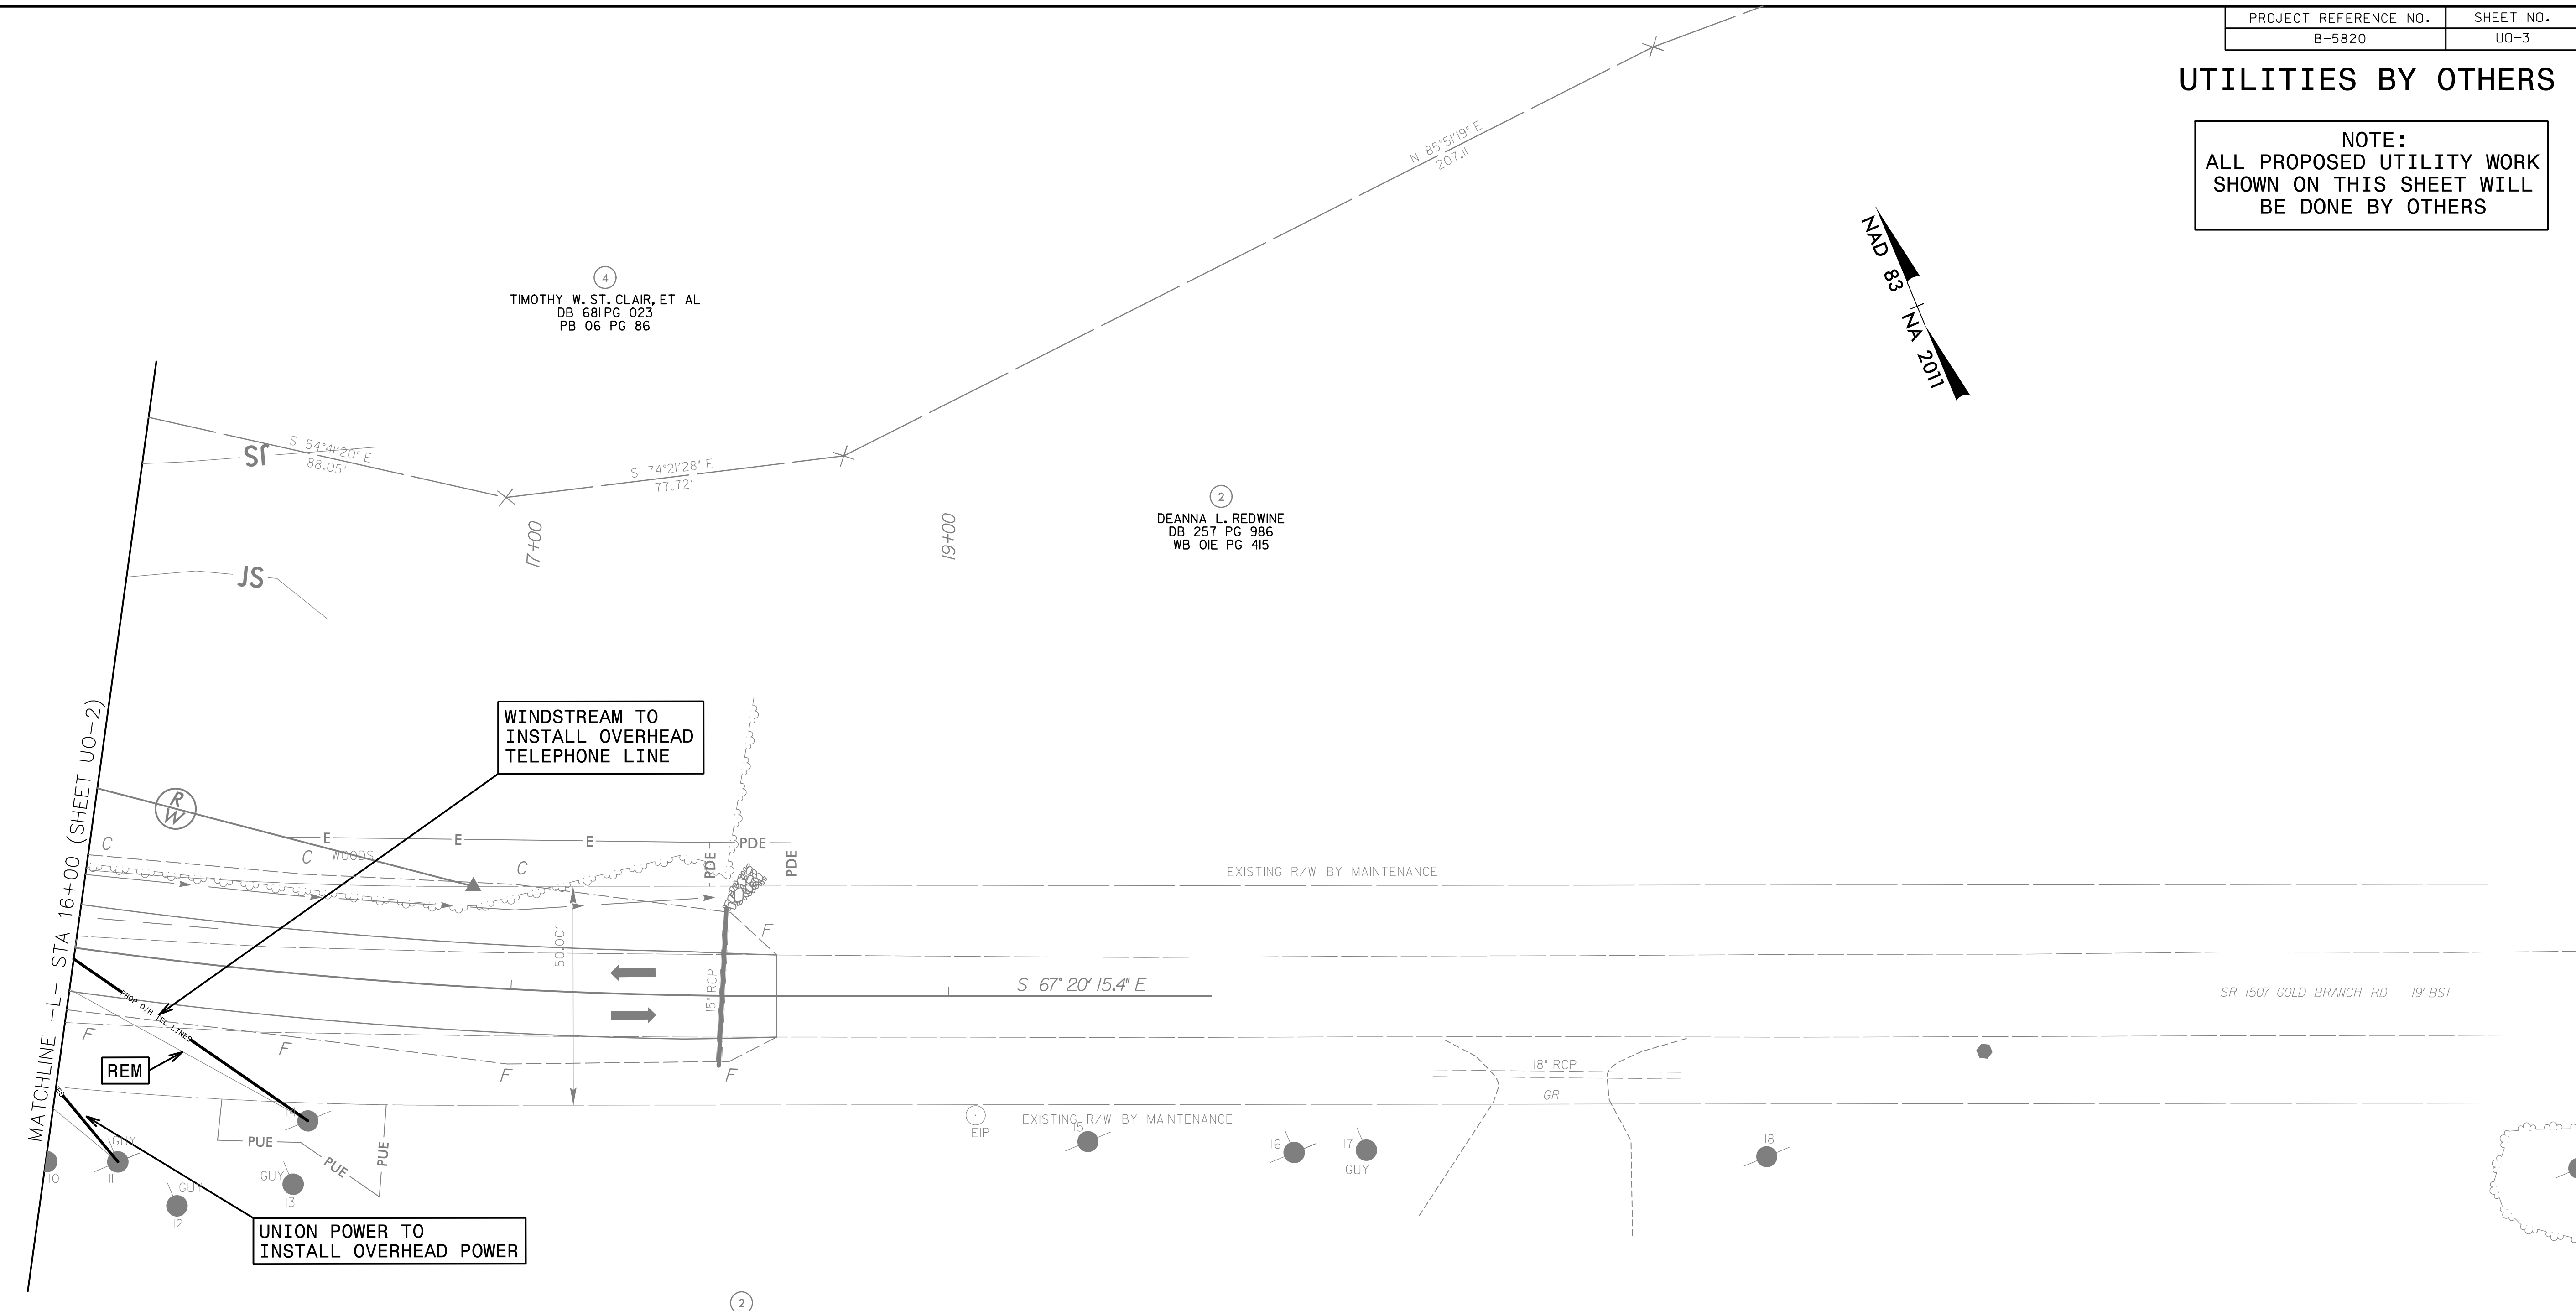 PROJECT REFERENCE NO. SHEET NO.
B-5820 UO-3
UTILITIES BY OTHERS
NOTE:
ALL PROPOSED UTILITY WORK
SHOWN ON THIS SHEET WILL
BE DONE BY OTHERS
N 85°51'19" E
207.11'
NAD 83 NA 2011
4
TIMOTHY W. ST. CLAIR, ET AL
DB 681 PG 023
PB 06 PG 86
S 54°41'20" E
88.05'
JS
S 74°21'28" E
77.72'
2
DEANNA L. REDWINE
DB 257 PG 986
WB 01E PG 415
17+00
19+00
JS
MATCHLINE -L- STA 16+00 (SHEET UO-2)
WINDSTREAM TO
INSTALL OVERHEAD
TELEPHONE LINE
R
W
E
E
E
PDE
PDE
PDE
C
C
WOODS
C
EXISTING R/W BY MAINTENANCE
50.00'
F
15" RCP
S 67° 20' 15.4" E
SR 1507 GOLD BRANCH RD 19' BST
PROP O/H TEL LINES
F
F
F
F
REM
18" RCP
GR
14
EIP
EXISTING R/W BY MAINTENANCE
15
16
17
GUY
18
PUE
PUE
PUE
GUY
10
11
GUY
12
GUY
13
UNION POWER TO
INSTALL OVERHEAD POWER
2